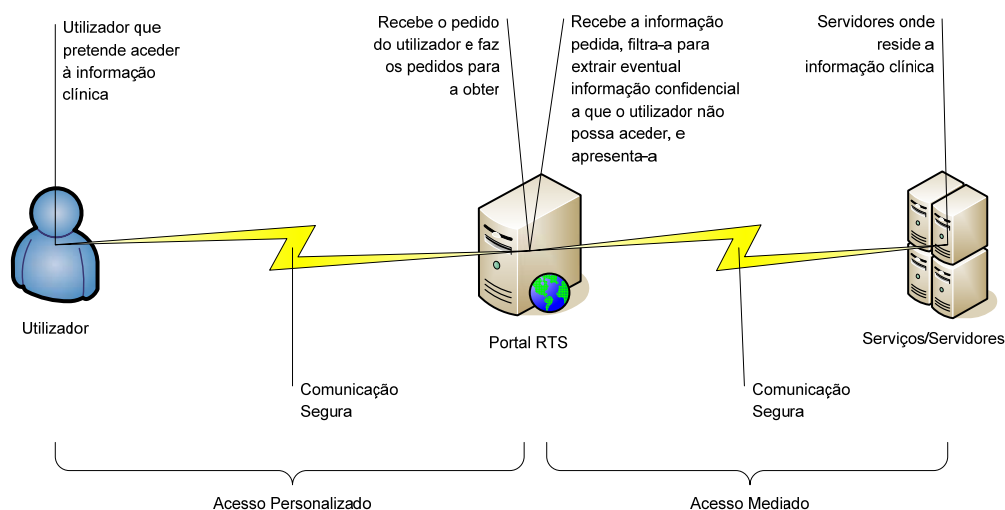 Utilizador que
pretende aceder
à informação
clínica
Recebe o pedido
do utilizador e faz
os pedidos para
a obter
Recebe a informação
pedida, filtra-a para
extrair eventual
informação confidencial
a que o utilizador não
possa aceder, e
apresenta-a
Servidores onde
reside a
informação clínica
Utilizador
Portal RTS
Serviços/Servidores
Comunicação
Segura
Comunicação
Segura
Acesso Personalizado
Acesso Mediado